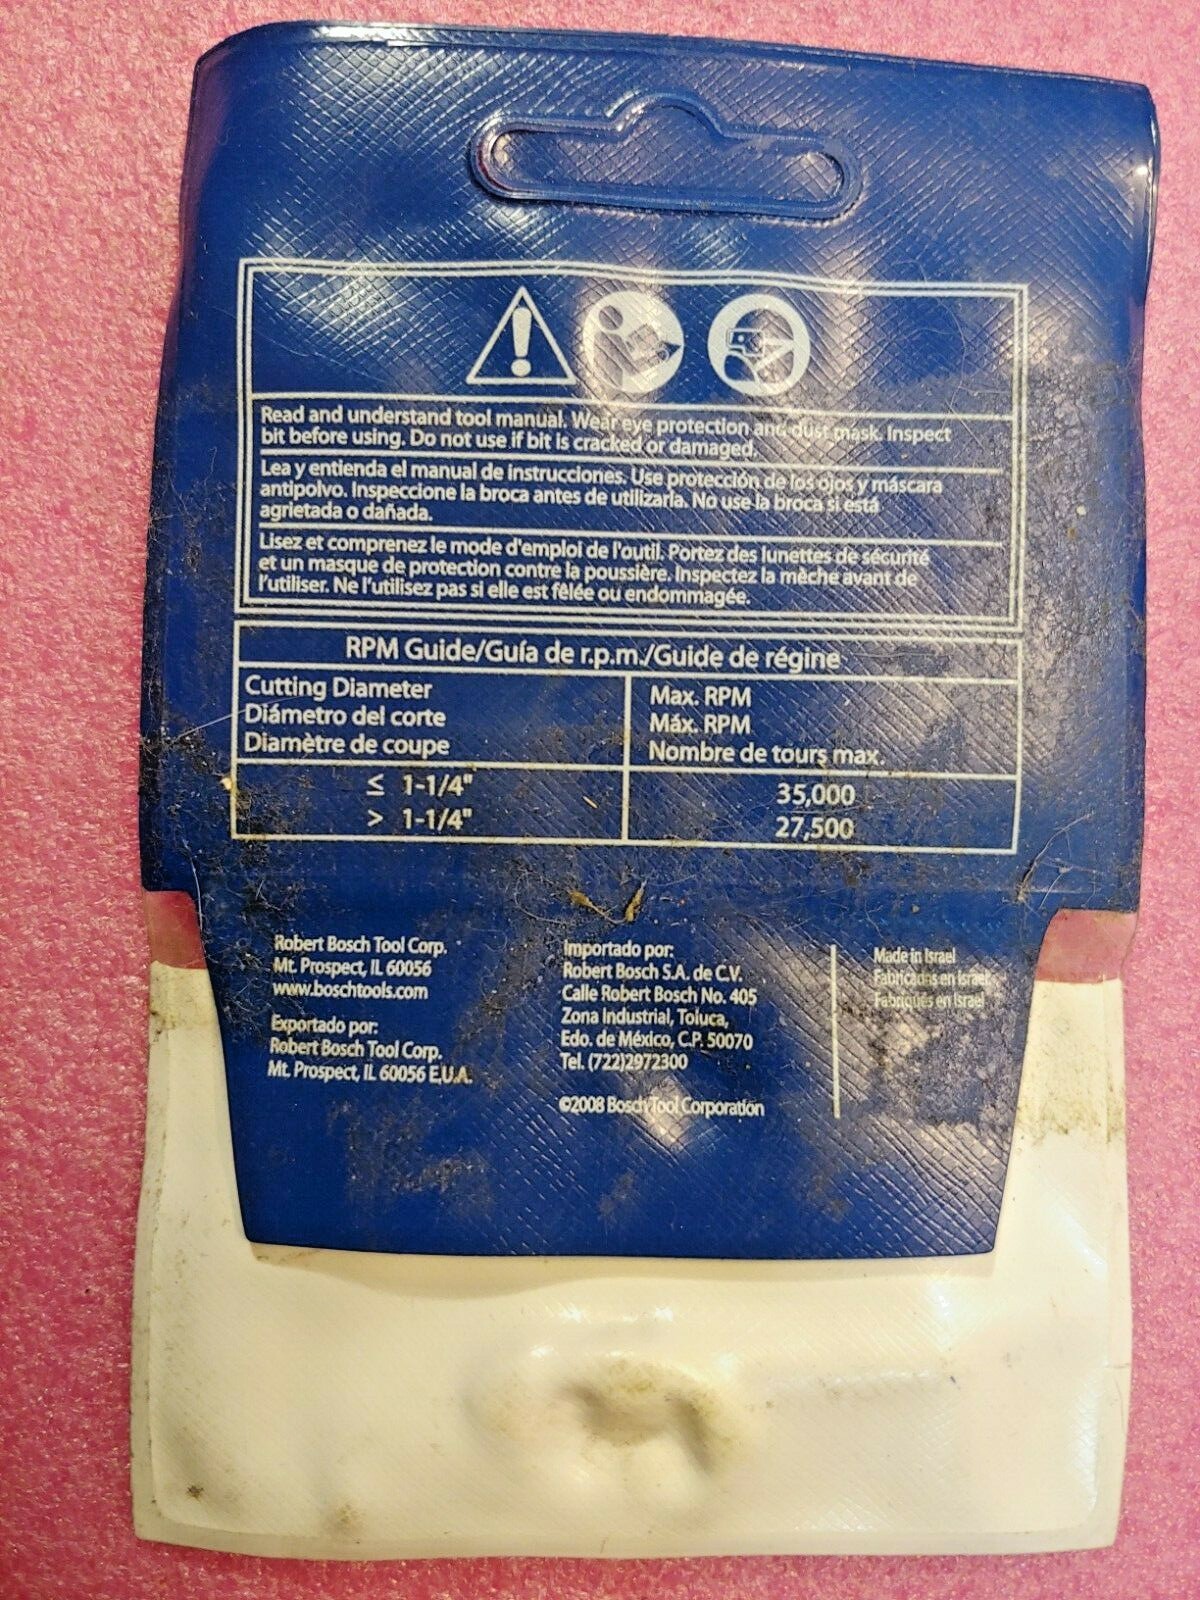 Read and understand tool manual. Wear eye protection and dust mask. Inspect
bit before using. Do not use if bit is cracked or damaged.
Lea y entienda el manual de instrucciones. Use protección de los ojos y máscara
antipolvo. Inspeccione la broca antes de utilizarla. No use la broca si está
agrietada o dañada.
Lisez et comprenez le mode d'emploi de l'outil. Portez des lunettes de sécurité
et un masque de protection contre la poussière. Inspectez la mèche avant de
l'utiliser. Ne l'utilisez pas si elle est fêlée ou endommagée.
RPM Guide/Guía de r.p.m./Guide de régine
Cutting Diameter
Diámetro del corte
Diamètre de coupe
Max. RPM
Máx. RPM
Nombre de tours max.
≤ 1-1/4" 35,000
> 1-1/4" 27,500
Robert Bosch Tool Corp.
Mt. Prospect, IL 60056
www.boschtools.com
Exportado por:
Robert Bosch Tool Corp.
Mt. Prospect, IL 60056 E.U.A.
Importado por:
Robert Bosch S.A. de C.V.
Calle Robert Bosch No. 405
Zona Industrial, Toluca,
Edo. de México, C.P. 50070
Tel. (722)2972300
©2008 Bosch Tool Corporation
Made in Israel
Fabricadas en Israel
Fabriqués en Israel